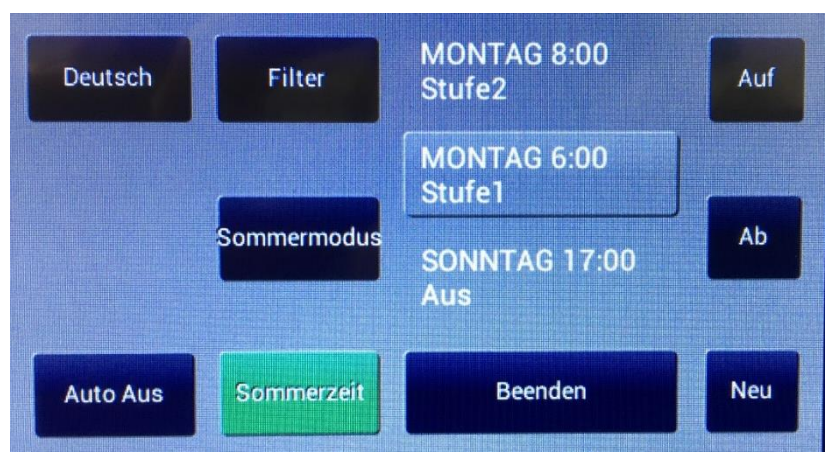 Deutsch
Filter
MONTAG 8:00
Stufe2
Auf
MONTAG 6:00
Stufe1
Sommermodus
Ab
SONNTAG 17:00
Aus
Auto Aus
Sommerzeit
Beenden
Neu